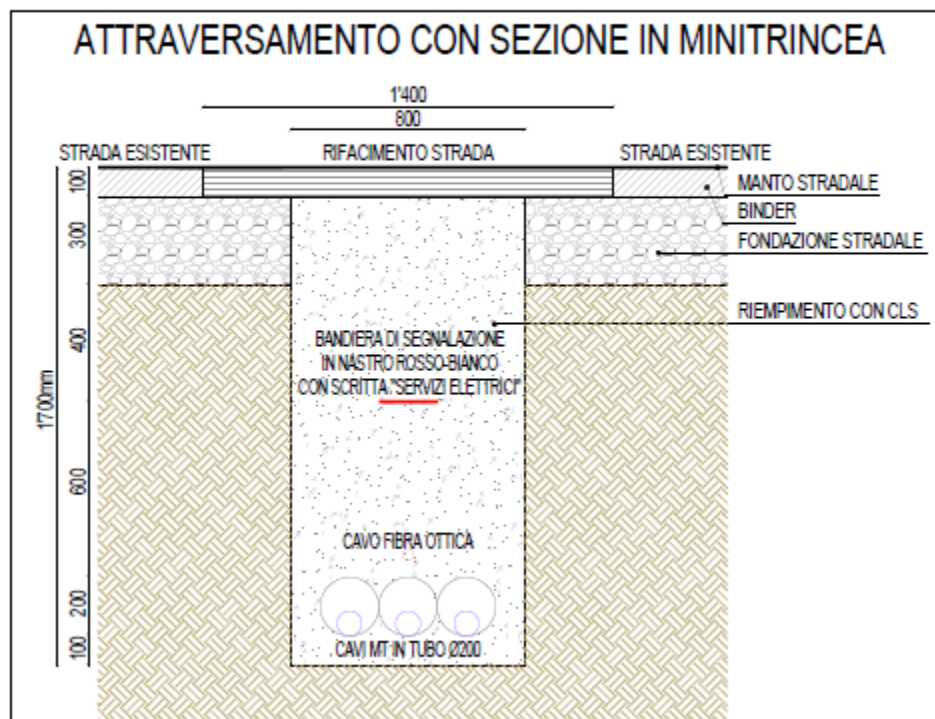 ATTRAVERSAMENTO CON SEZIONE IN MINITRINCEA
1'400
800
STRADA ESISTENTE
RIFACIMENTO STRADA
STRADA ESISTENTE
100
MANTO STRADALE
BINDER
300
FONDAZIONE STRADALE
RIEMPIMENTO CON CLS
400
BANDIERA DI SEGNALAZIONE
IN NASTRO ROSSO-BIANCO
CON SCRITTA "SERVIZI ELETTRICI"
1'700mm
600
CAVO FIBRA OTTICA
200
100
CAVI MT IN TUBO Ø200